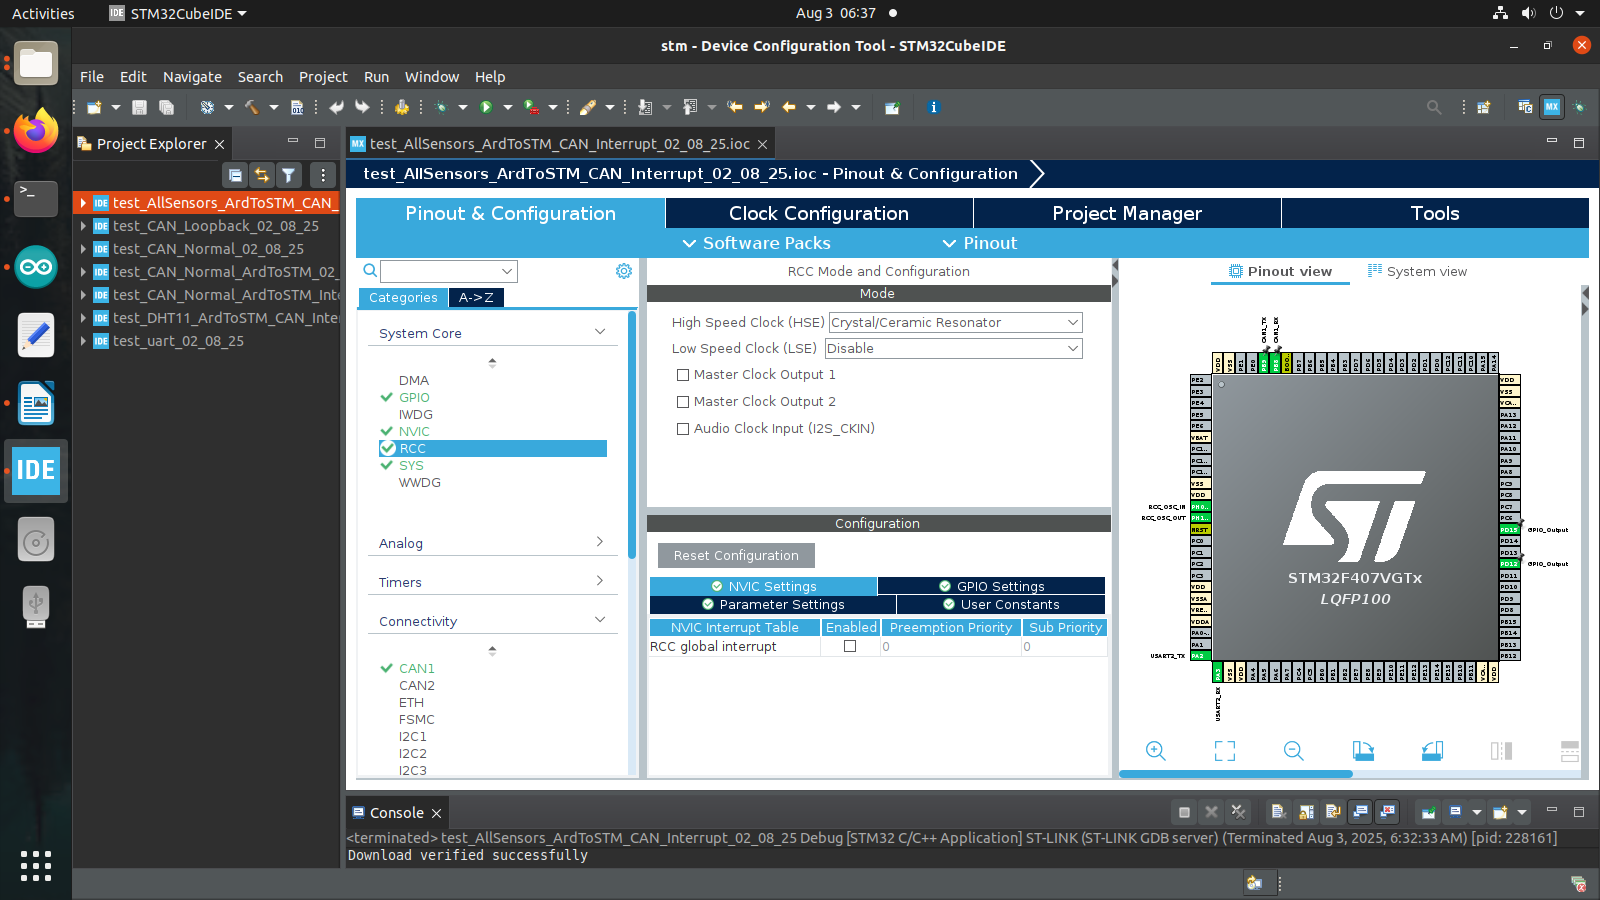 Activities
STM32CubeIDE
Aug 3 06:37
stm - Device Configuration Tool - STM32CubeIDE
File Edit Navigate Search Project Run Window Help
Project Explorer
test_AllSensors_ArdToSTM_CAN_
test_CAN_Loopback_02_08_25
test_CAN_Normal_02_08_25
test_CAN_Normal_ArdToSTM_02_
test_CAN_Normal_ArdToSTM_Int
test_DHT11_ArdToSTM_CAN_Inte
test_uart_02_08_25
test_AllSensors_ArdToSTM_CAN_Interrupt_02_08_25.ioc
test_AllSensors_ArdToSTM_CAN_Interrupt_02_08_25.ioc - Pinout & Configuration
Pinout & Configuration
Clock Configuration
Project Manager
Tools
Software Packs
Pinout
Categories
A->Z
System Core
DMA
GPIO
IWDG
NVIC
RCC
SYS
WWDG
Analog
Timers
Connectivity
CAN1
CAN2
ETH
FSMC
I2C1
I2C2
I2C3
RCC Mode and Configuration
Mode
High Speed Clock (HSE) Crystal/Ceramic Resonator
Low Speed Clock (LSE) Disable
Master Clock Output 1
Master Clock Output 2
Audio Clock Input (I2S_CKIN)
Configuration
Reset Configuration
NVIC Settings
GPIO Settings
Parameter Settings
User Constants
NVIC Interrupt Table Enabled Preemption Priority Sub Priority
RCC global interrupt 0 0
Pinout view
System view
CAN1_TX
CAN1_RX
RCC_OSC_IN
RCC_OSC_OUT
USART2_TX
USART2_RX
GPIO_Output
GPIO_Output
STM32F407VGTx
LQFP100
IDE
Console
<terminated> test_AllSensors_ArdToSTM_CAN_Interrupt_02_08_25 Debug [STM32 C/C++ Application] ST-LINK (ST-LINK GDB server) (Terminated Aug 3, 2025, 6:32:33 AM) [pid: 228161]
Download verified successfully